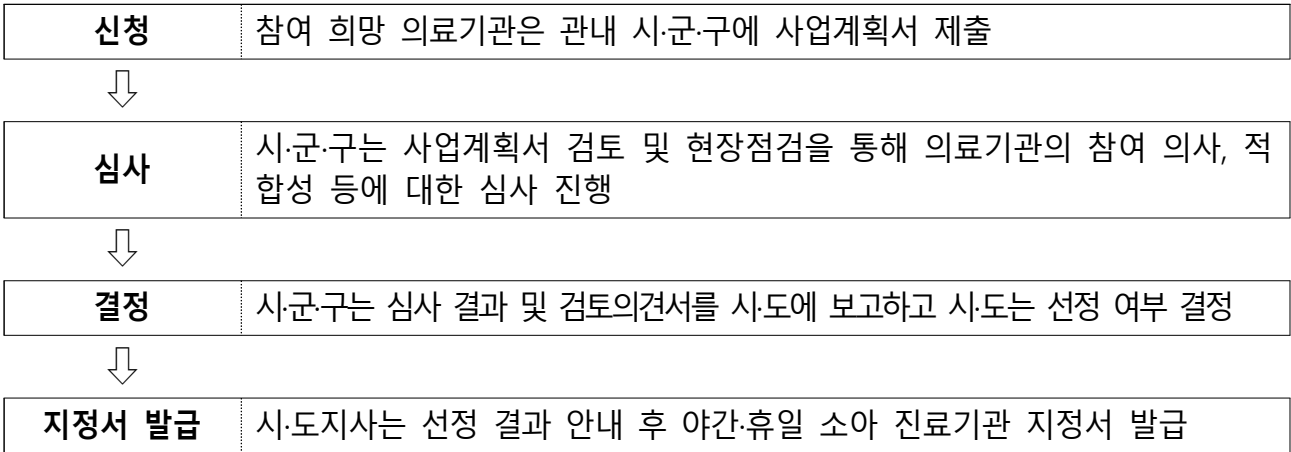 신청 참여 희망 의료기관은 관내 시·군·구에 사업계획서 제출
심사 시·군·구는 사업계획서 검토 및 현장점검을 통해 의료기관의 참여 의사, 적
합성 등에 대한 심사 진행
결정 시·군·구는 심사 결과 및 검토의견서를 시·도에 보고하고 시·도는 선정 여부 결정
지정서 발급 시·도지사는 선정 결과 안내 후 야간·휴일 소아 진료기관 지정서 발급